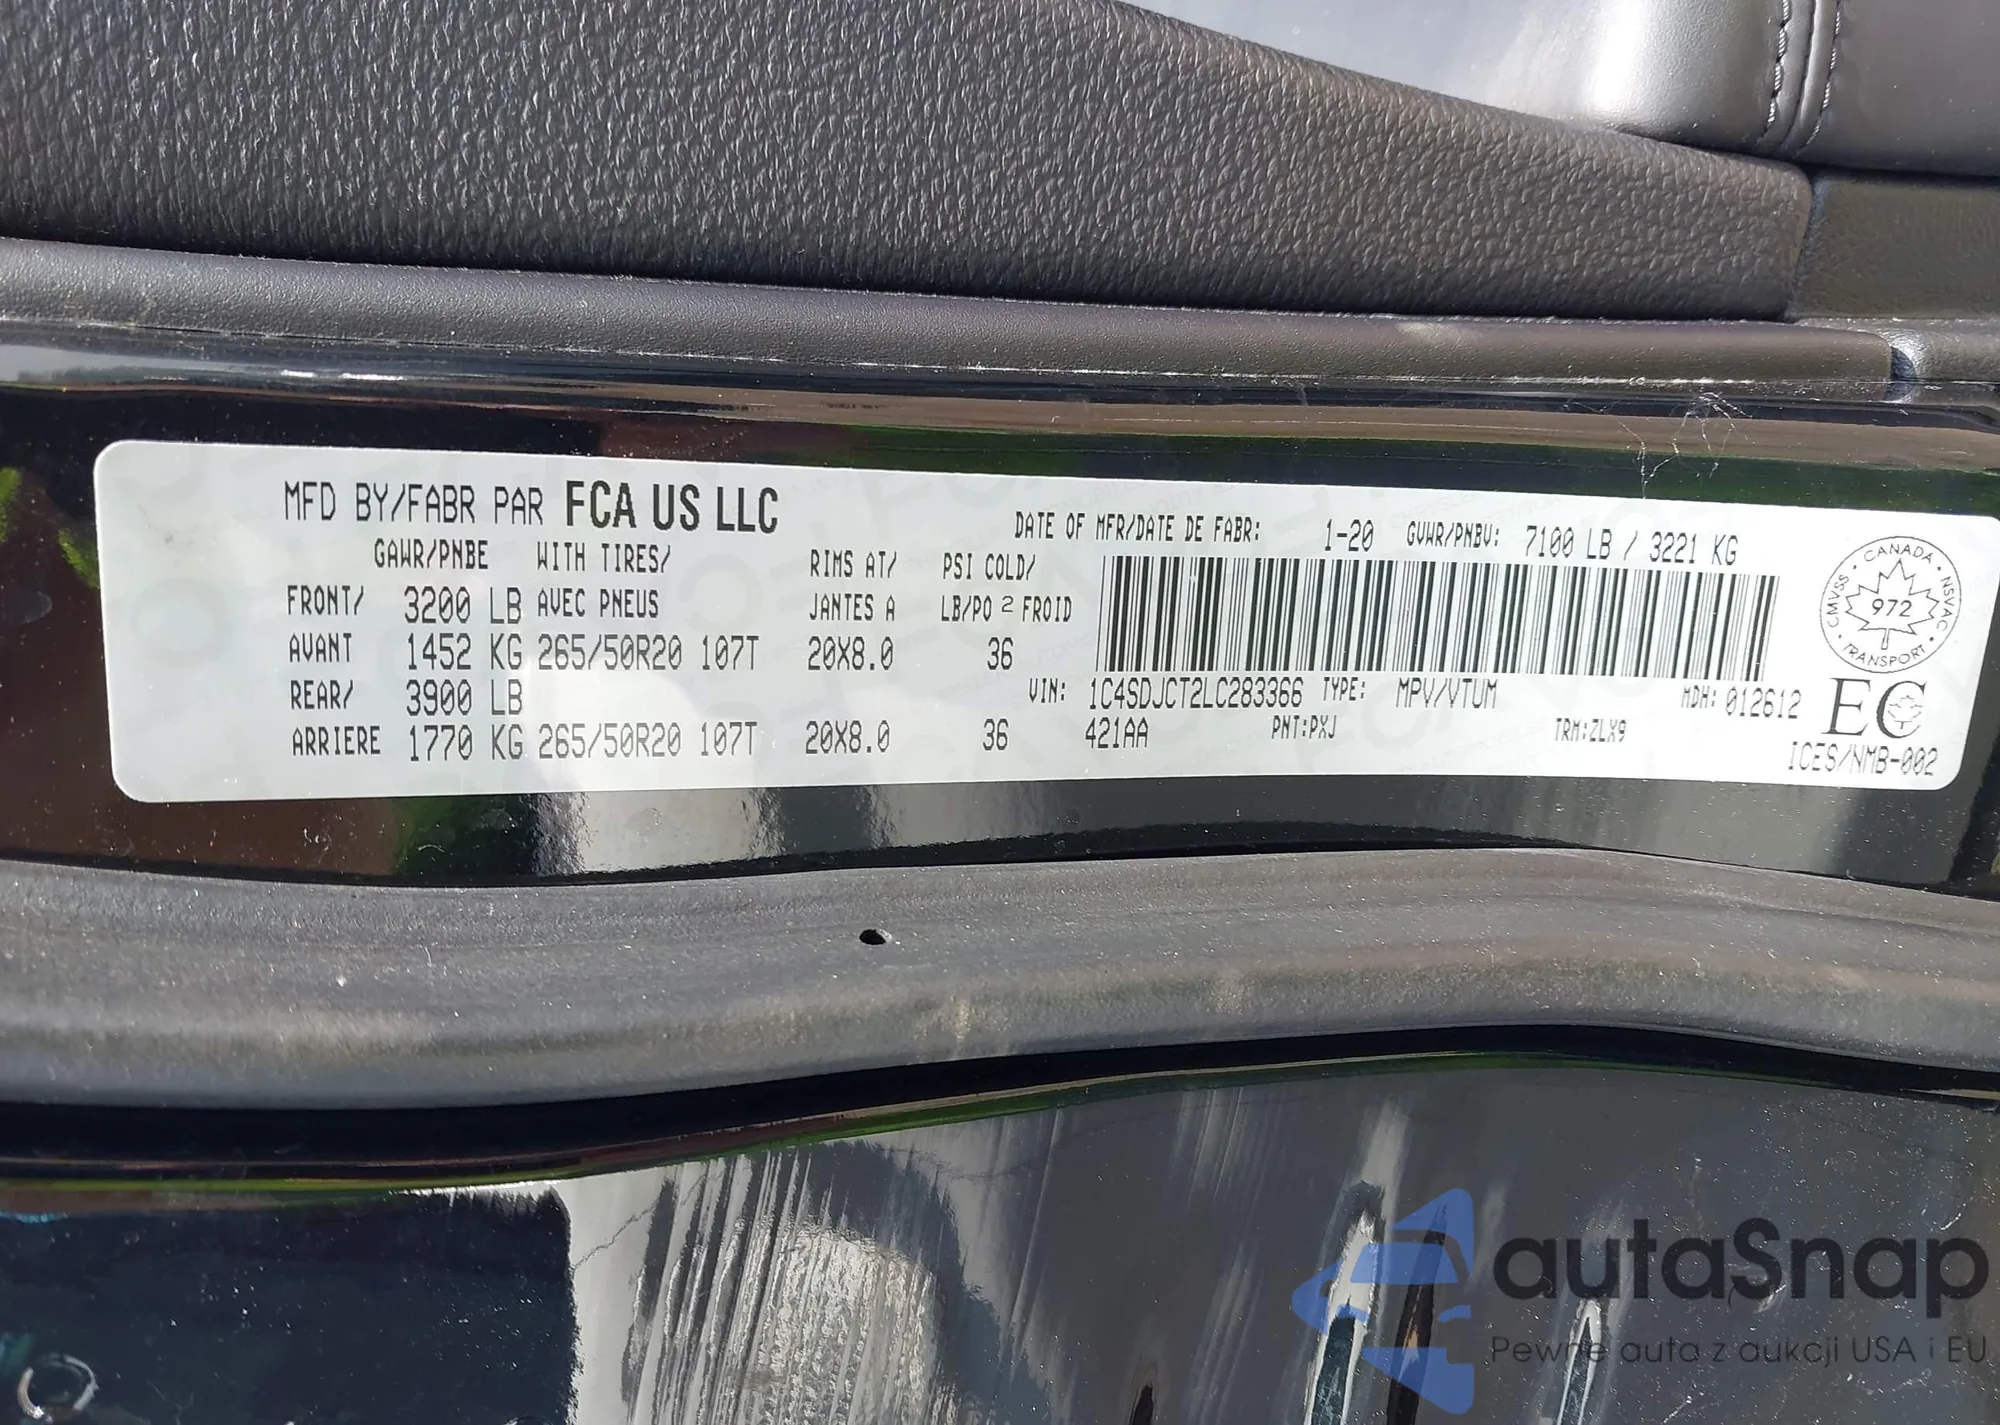 MFD BY/FABR PAR FCA US LLC
DATE OF MFR/DATE DE FABR: 1-20 GVWR/PNBV: 7100 LB / 3221 KG
GAWR/PNBE WITH TIRES/ RIMS AT/ PSI COLD/
FRONT/ 3200 LB AVEC PNEUS JANTES A LB/PO 2 FROID
AVANT 1452 KG 265/50R20 107T 20X8.0 36
REAR/ 3900 LB
VIN: 1C4SDJCT2LC283366 TYPE: MPV/VTUM MDH: 012612
ARRIERE 1770 KG 265/50R20 107T 20X8.0 36
421AA PNT:PXJ TRM:ZLX9
CANADA
CMVSS · NSVAC
972
TRANSPORT
EC
ICES/NMB-002
autaSnap
Pewne auta z aukcji USA i EU